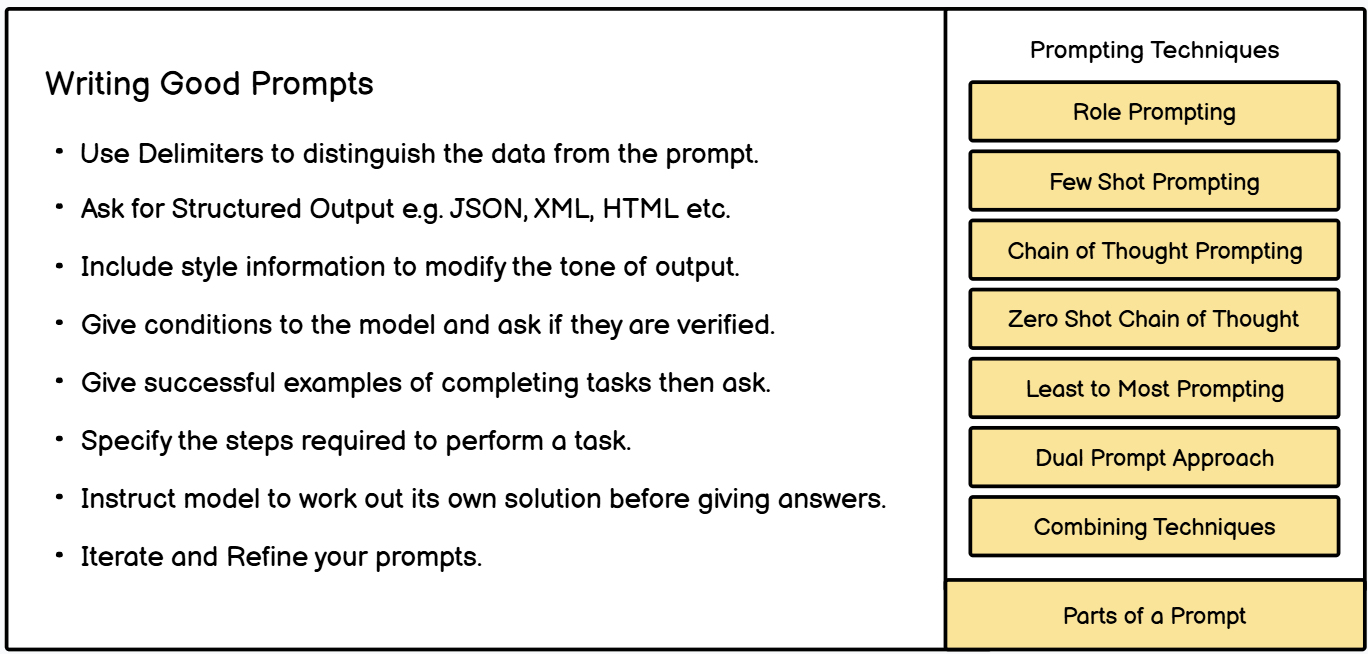 Writing Good Prompts
• Use Delimiters to distinguish the data from the prompt.
• Ask for Structured Output e.g. JSON, XML, HTML etc.
• Include style information to modify the tone of output.
• Give conditions to the model and ask if they are verified.
• Give successful examples of completing tasks then ask.
• Specify the steps required to perform a task.
• Instruct model to work out its own solution before giving answers.
• Iterate and Refine your prompts.
Prompting Techniques
Role Prompting
Few Shot Prompting
Chain of Thought Prompting
Zero Shot Chain of Thought
Least to Most Prompting
Dual Prompt Approach
Combining Techniques
Parts of a Prompt